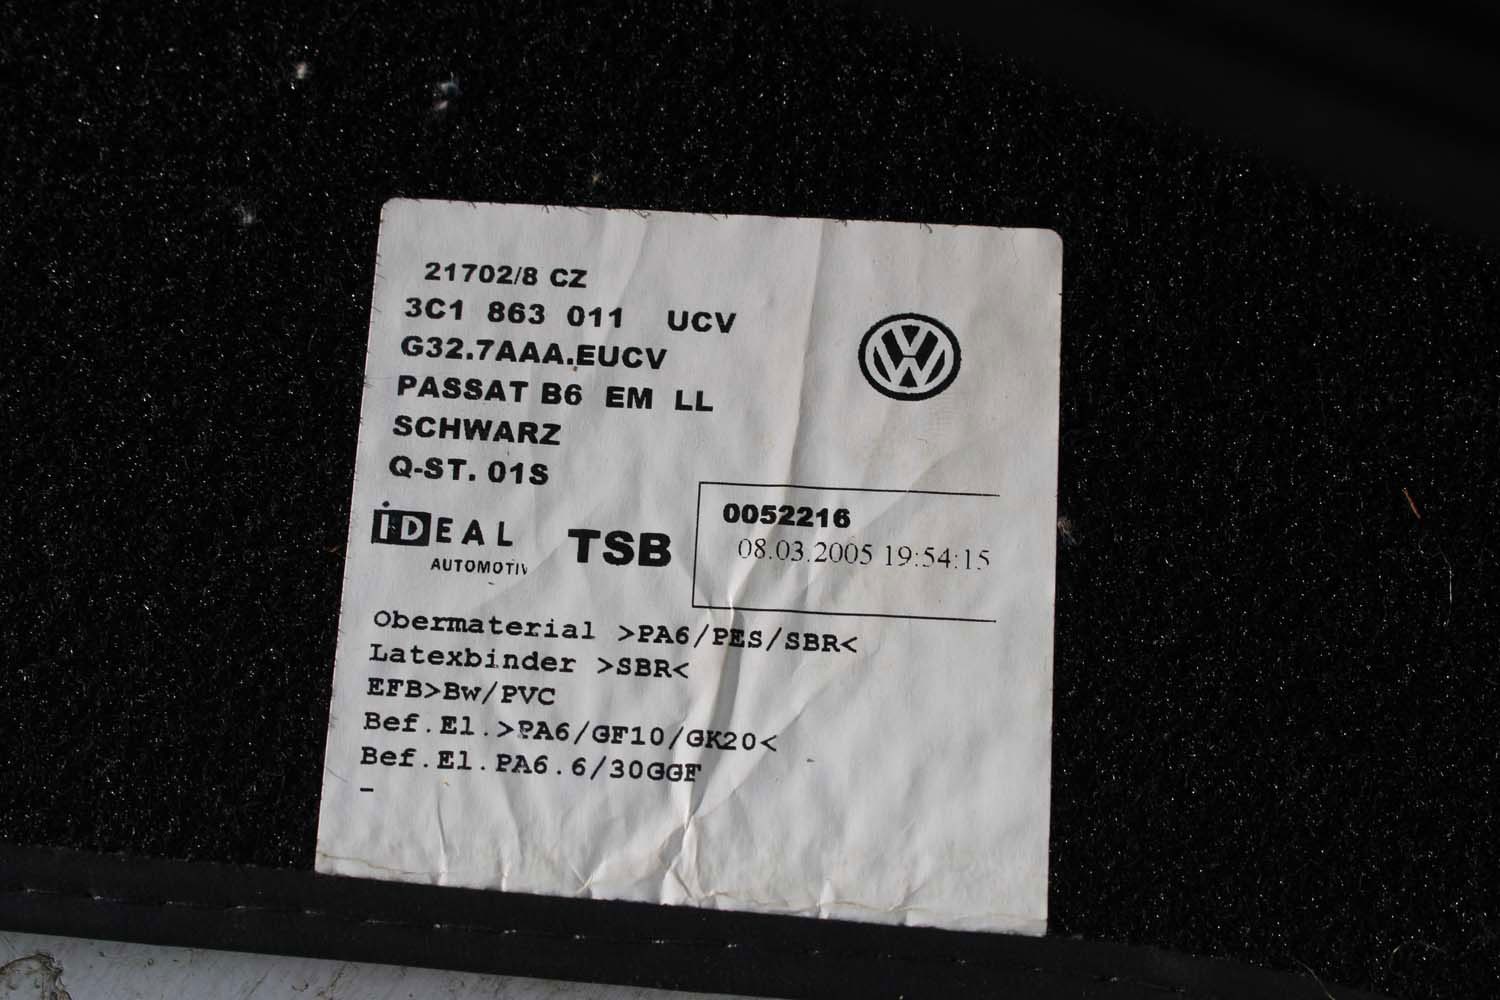 21702/8 CZ
3C1 863 011 UCV
G32.7AAA.EUCV
PASSAT B6 EM LL
SCHWARZ
Q-ST. 01S
iDEAL
AUTOMOTIV
TSB
0052216
08.03.2005 19:54:15
Obermaterial >PA6/PES/SBR<
Latexbinder >SBR<
EFB>Bw/PVC
Bef.El.>PA6/GF10/GK20<
Bef.El.PA6.6/30GGF
-